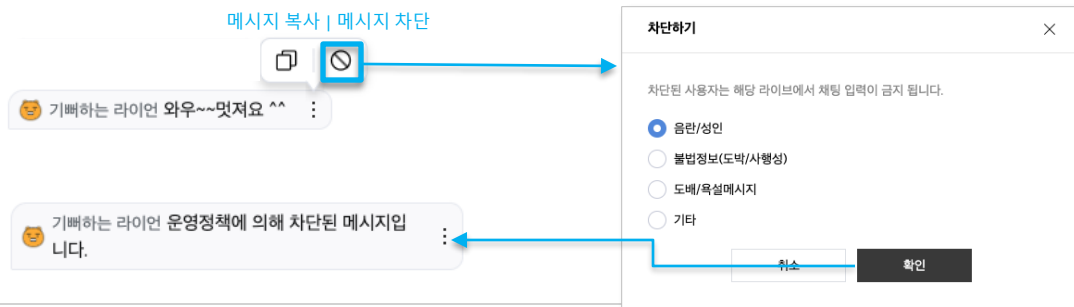 메시지 복사 | 메시지 차단
기뻐하는 라이언 와우~~멋져요 ^^
기뻐하는 라이언 운영정책에 의해 차단된 메시지입
니다.
차단하기
차단된 사용자는 해당 라이브에서 채팅 입력이 금지 됩니다.
음란/성인
불법정보(도박/사행성)
도배/욕설메시지
기타
취소
확인